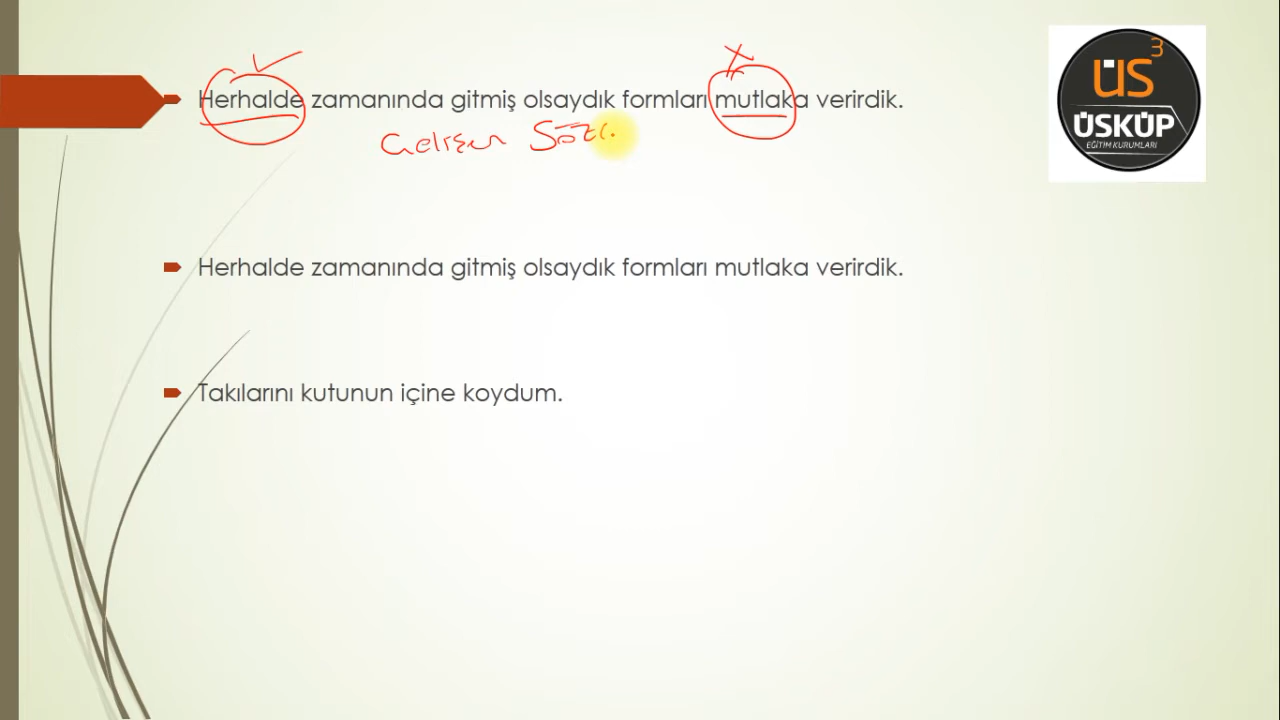 Herhalde zamanında gitmiş olsaydık formları mutlaka verirdik.
Gelişen Söz
Herhalde zamanında gitmiş olsaydık formları mutlaka verirdik.
Takılarını kutunun içine koydum.
ÜS3
ÜSKÜP
EĞİTİM KURUMLARI